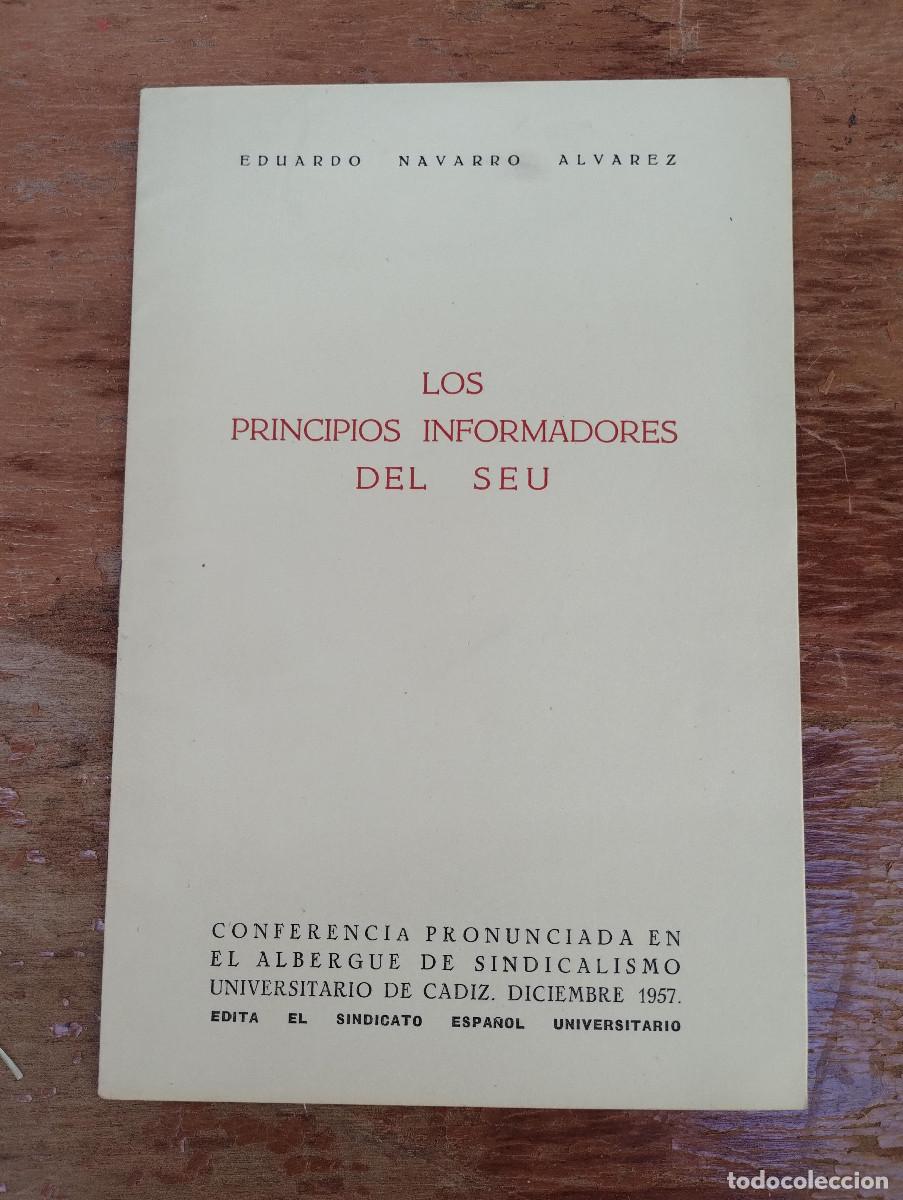 EDUARDO NAVARRO ALVAREZ
LOS
PRINCIPIOS INFORMADORES
DEL SEU
CONFERENCIA PRONUNCIADA EN
EL ALBERGUE DE SINDICALISMO
UNIVERSITARIO DE CADIZ. DICIEMBRE 1957.
EDITA EL SINDICATO ESPAÑOL UNIVERSITARIO
todocoleccion